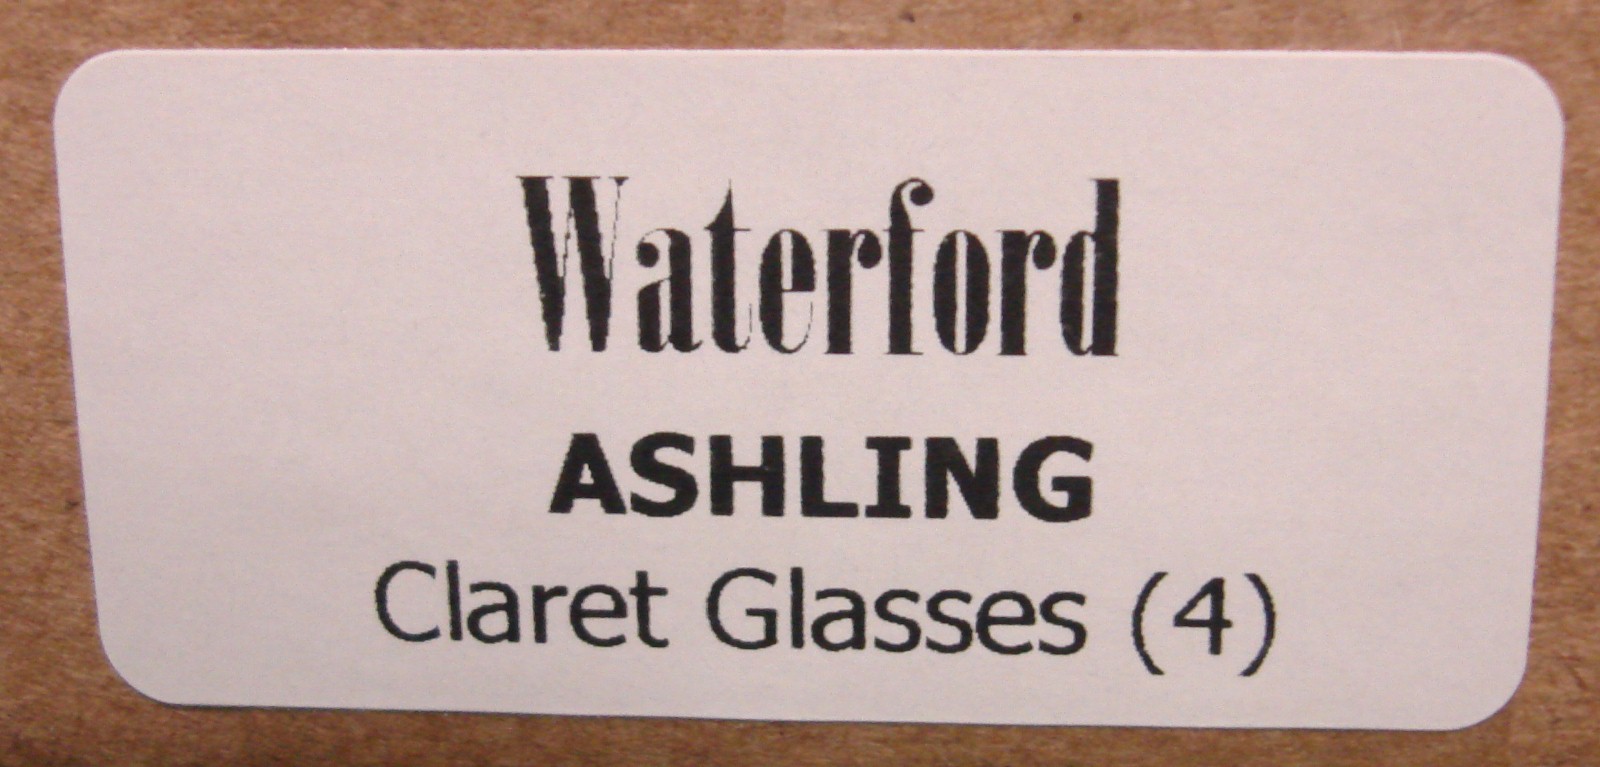 Waterford
ASHLING
Claret Glasses (4)